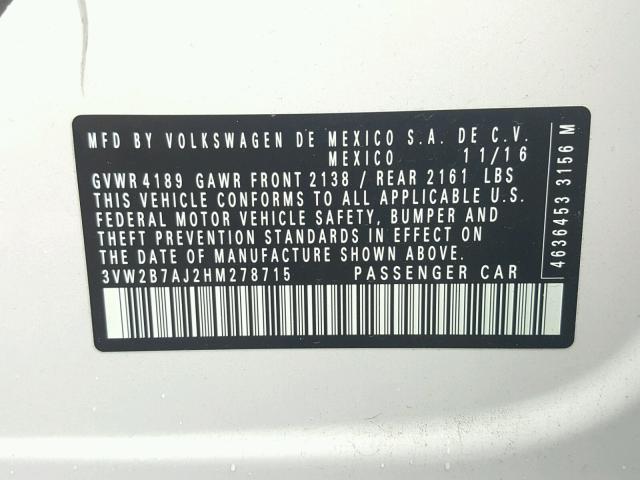 MFD BY VOLKSWAGEN DE MEXICO S.A. DE C.V.
MEXICO 11/16
GVWR 4189 GAWR FRONT 2138 / REAR 2161 LBS
THIS VEHICLE CONFORMS TO ALL APPLICABLE U.S.
FEDERAL MOTOR VEHICLE SAFETY, BUMPER AND
THEFT PREVENTION STANDARDS IN EFFECT ON
THE DATE OF MANUFACTURE SHOWN ABOVE.
3VW2B7AJ2HM278715 PASSENGER CAR
4636453 3156 M